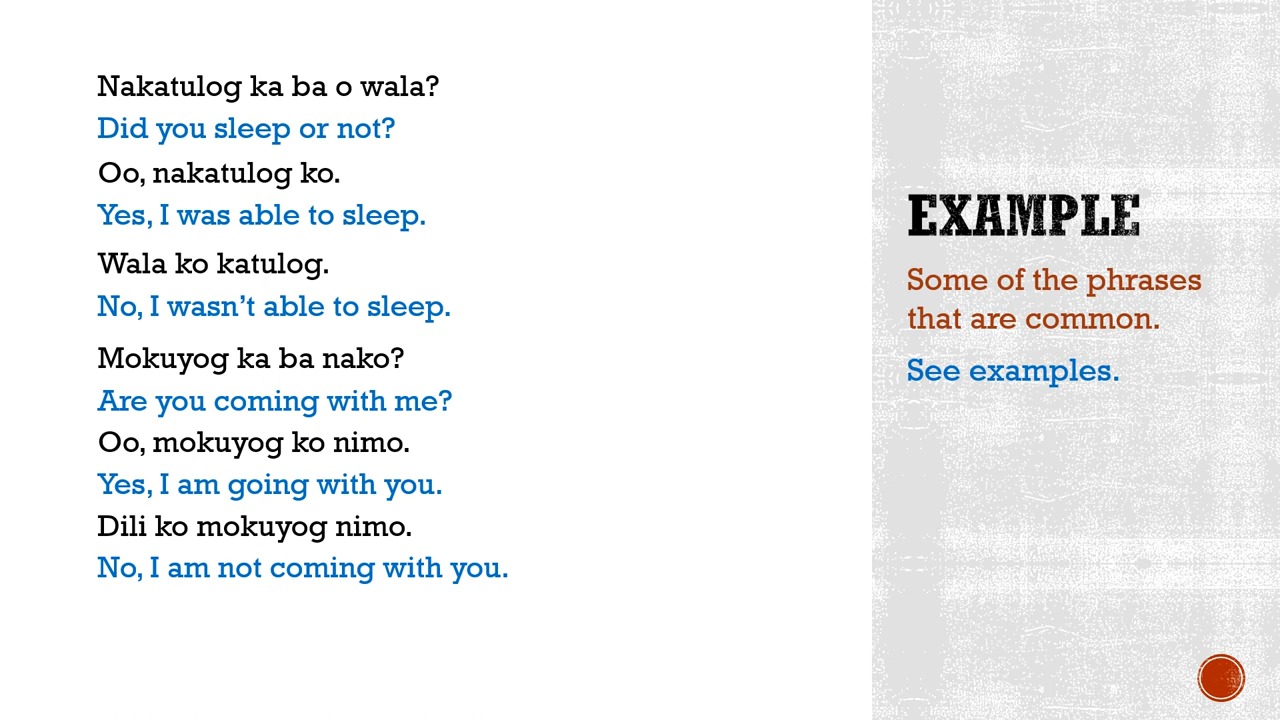 Nakatulog ka ba o wala?
Did you sleep or not?
Oo, nakatulog ko.
Yes, I was able to sleep.
Wala ko katulog.
No, I wasn’t able to sleep.
Mokuyog ka ba nako?
Are you coming with me?
Oo, mokuyog ko nimo.
Yes, I am going with you.
Dili ko mokuyog nimo.
No, I am not coming with you.
EXAMPLE
Some of the phrases
that are common.
See examples.